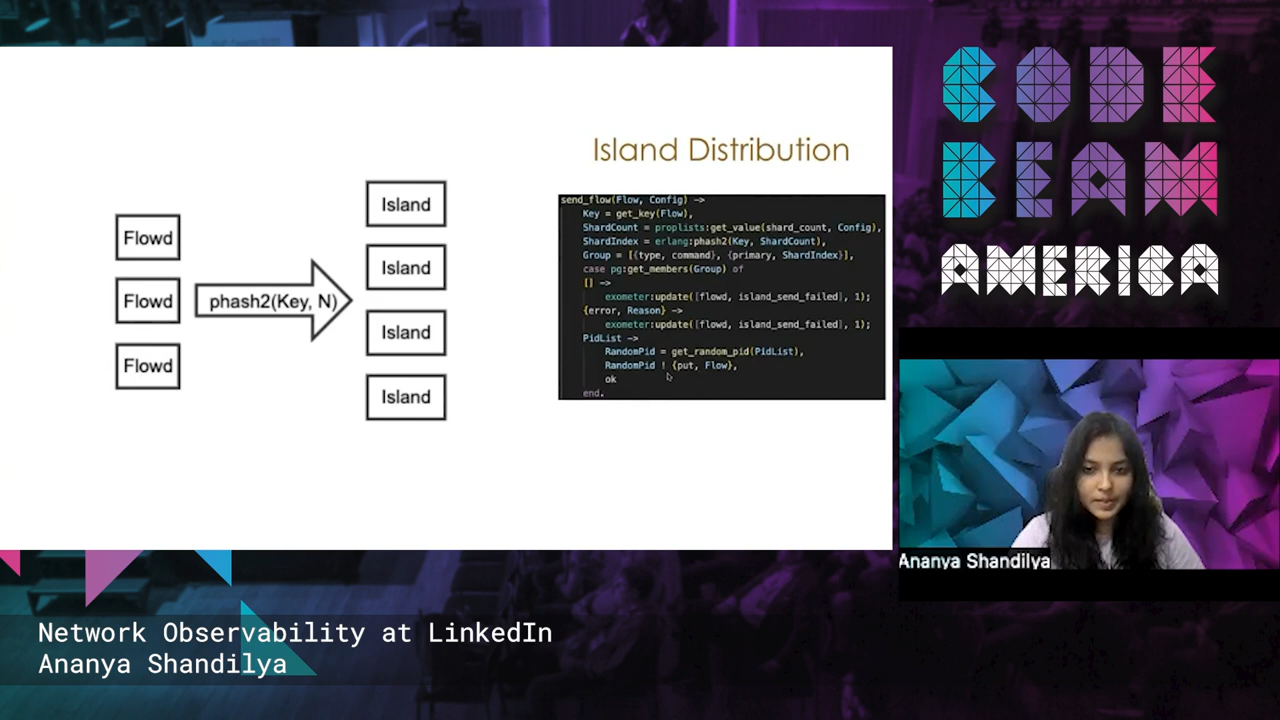 CODE
BEAM
AMERICA
Island Distribution
Flowd
Flowd
Flowd
phash2(Key, N)
Island
Island
Island
Island
send_flow(Flow, Config) ->
Key = get_key(Flow),
ShardCount = proplists:get_value(shard_count, Config),
ShardIndex = erlang:phash2(Key, ShardCount),
Group = [{type, command}, {primary, ShardIndex}],
case pg:get_members(Group) of
[] ->
exometer:update([flowd, island_send_failed], 1);
{error, Reason} ->
exometer:update([flowd, island_send_failed], 1);
PidList ->
RandomPid = get_random_pid(PidList),
RandomPid ! {put, Flow},
ok
end.
Ananya Shandilya
Network Observability at LinkedIn
Ananya Shandilya